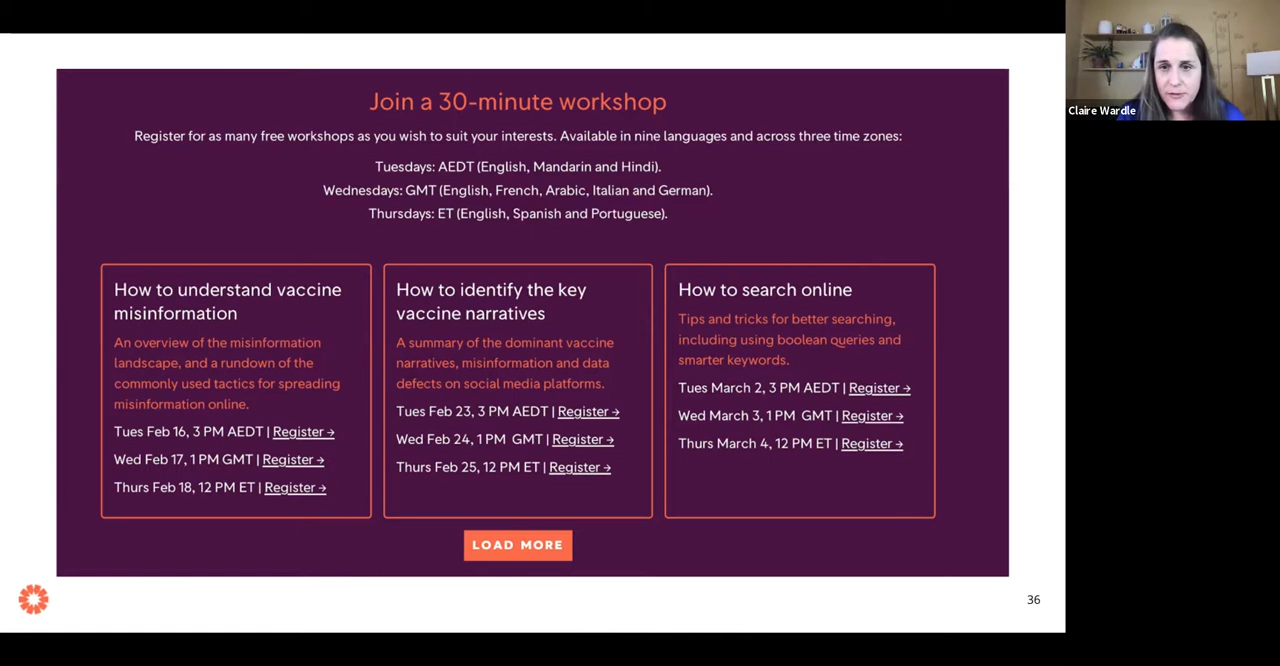 Join a 30-minute workshop
Register for as many free workshops as you wish to suit your interests. Available in nine languages and across three time zones:
Tuesdays: AEDT (English, Mandarin and Hindi).
Wednesdays: GMT (English, French, Arabic, Italian and German).
Thursdays: ET (English, Spanish and Portuguese).
How to understand vaccine
misinformation
An overview of the misinformation
landscape, and a rundown of the
commonly used tactics for spreading
misinformation online.
Tues Feb 16, 3 PM AEDT | Register →
Wed Feb 17, 1 PM GMT | Register →
Thurs Feb 18, 12 PM ET | Register →
How to identify the key
vaccine narratives
A summary of the dominant vaccine
narratives, misinformation and data
defects on social media platforms.
Tues Feb 23, 3 PM AEDT | Register →
Wed Feb 24, 1 PM GMT | Register →
Thurs Feb 25, 12 PM ET | Register →
How to search online
Tips and tricks for better searching,
including using boolean queries and
smarter keywords.
Tues March 2, 3 PM AEDT | Register →
Wed March 3, 1 PM GMT | Register →
Thurs March 4, 12 PM ET | Register →
LOAD MORE
36
Claire Wardle